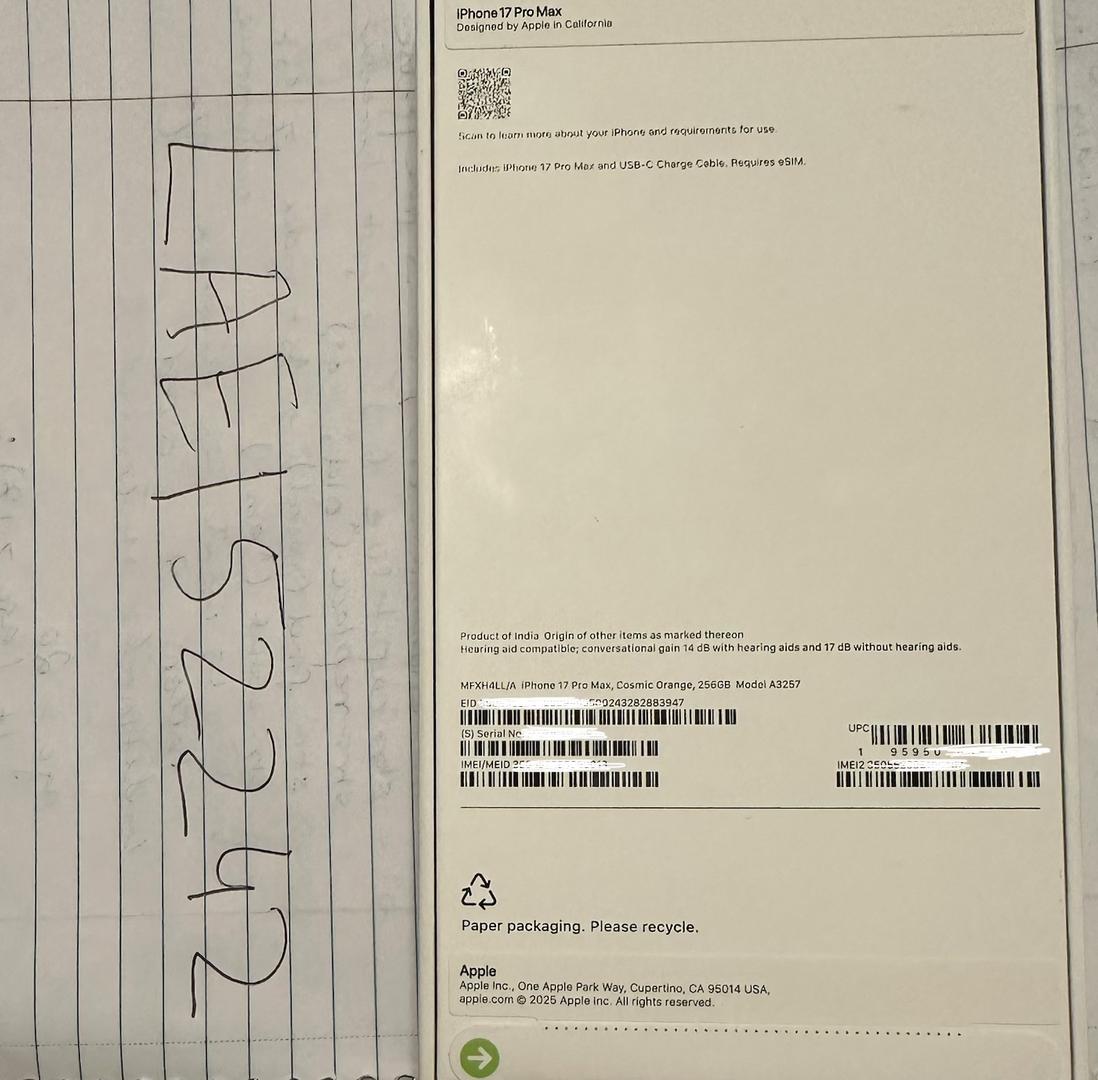 LAE1 52242
iPhone 17 Pro Max
Designed by Apple in California
Scan to learn more about your iPhone and requirements for use.
Includes iPhone 17 Pro Max and USB-C Charge Cable. Requires eSIM.
Product of India Origin of other items as marked thereon
Hearing aid compatible; conversational gain 14 dB with hearing aids and 17 dB without hearing aids.
MFXH4LL/A iPhone 17 Pro Max, Cosmic Orange, 256GB Model A3257
EID 0243282883947
(S) Serial No
UPC
1 95950
IMEI/MEID
IMEI2
Paper packaging. Please recycle.
Apple
Apple Inc., One Apple Park Way, Cupertino, CA 95014 USA,
apple.com © 2025 Apple Inc. All rights reserved.